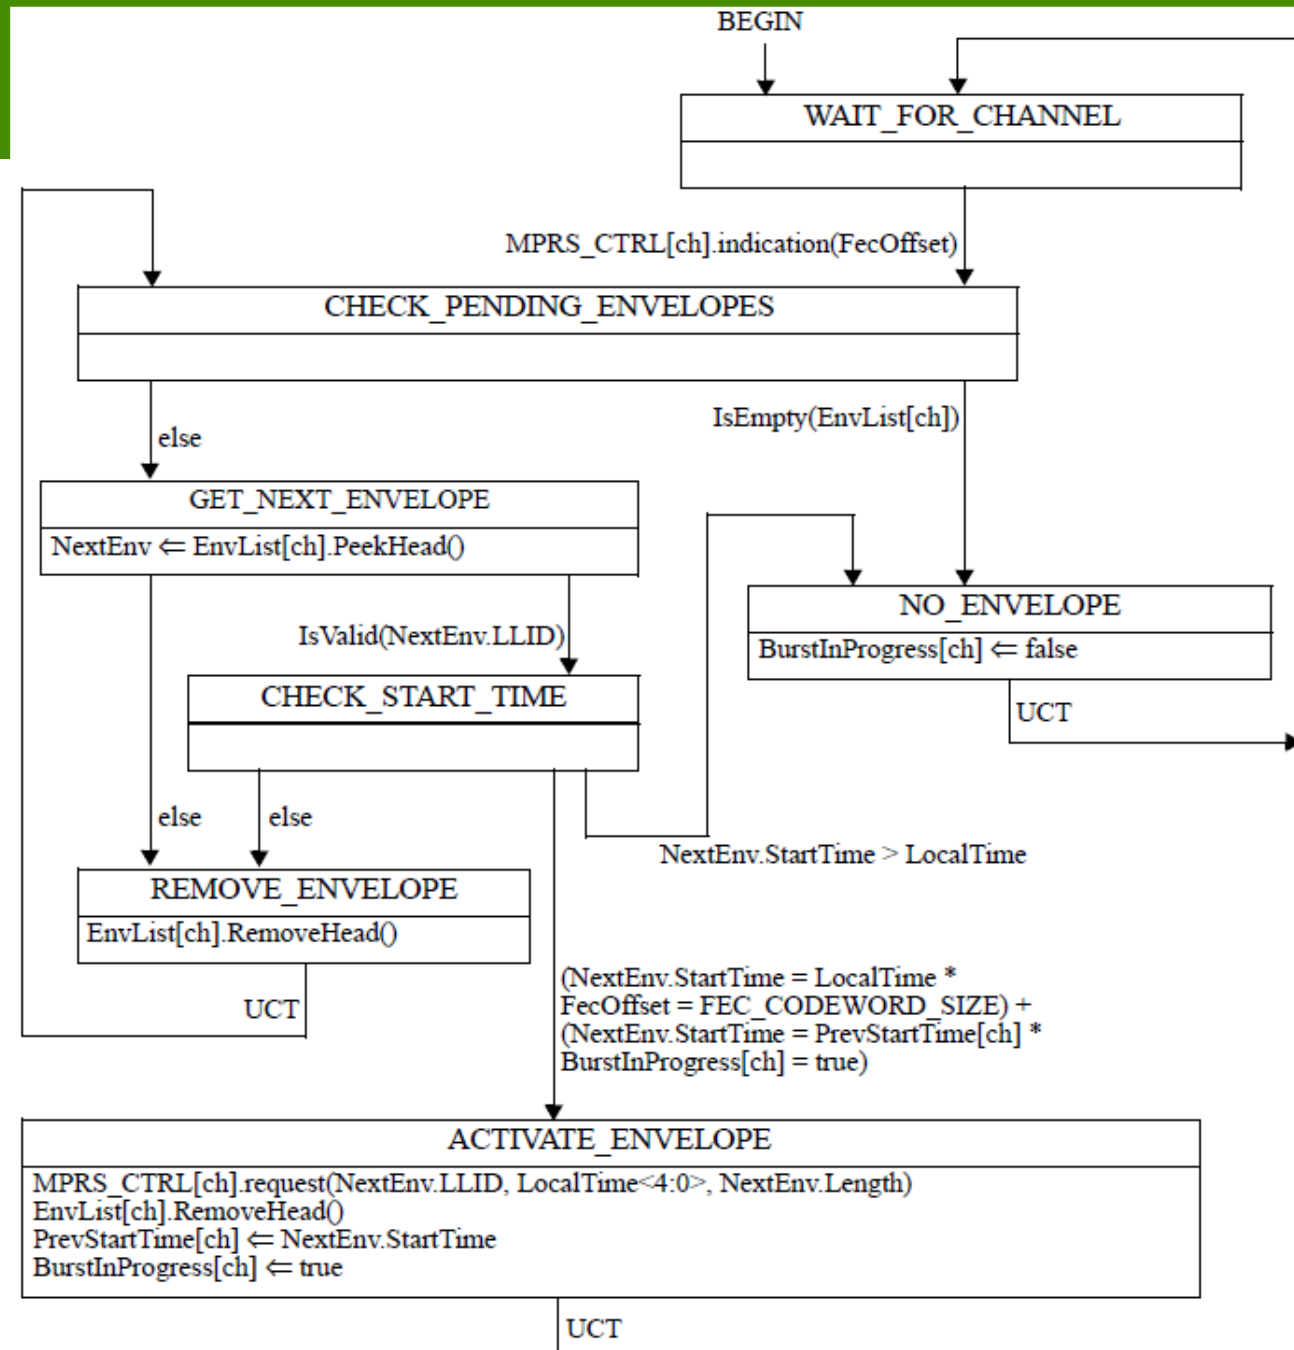 BEGIN
WAIT_FOR_CHANNEL
MPRS_CTRL[ch].indication(FecOffset)
CHECK_PENDING_ENVELOPES
IsEmpty(EnvList[ch])
else
GET_NEXT_ENVELOPE
NextEnv ⇐ EnvList[ch].PeekHead()
NO_ENVELOPE
BurstInProgress[ch] ⇐ false
UCT
IsValid(NextEnv.LLID)
CHECK_START_TIME
else
else
NextEnv.StartTime > LocalTime
REMOVE_ENVELOPE
EnvList[ch].RemoveHead()
UCT
(NextEnv.StartTime = LocalTime *
FecOffset = FEC_CODEWORD_SIZE) +
(NextEnv.StartTime = PrevStartTime[ch] *
BurstInProgress[ch] = true)
ACTIVATE_ENVELOPE
MPRS_CTRL[ch].request(NextEnv.LLID, LocalTime<4:0>, NextEnv.Length)
EnvList[ch].RemoveHead()
PrevStartTime[ch] ⇐ NextEnv.StartTime
BurstInProgress[ch] ⇐ true
UCT